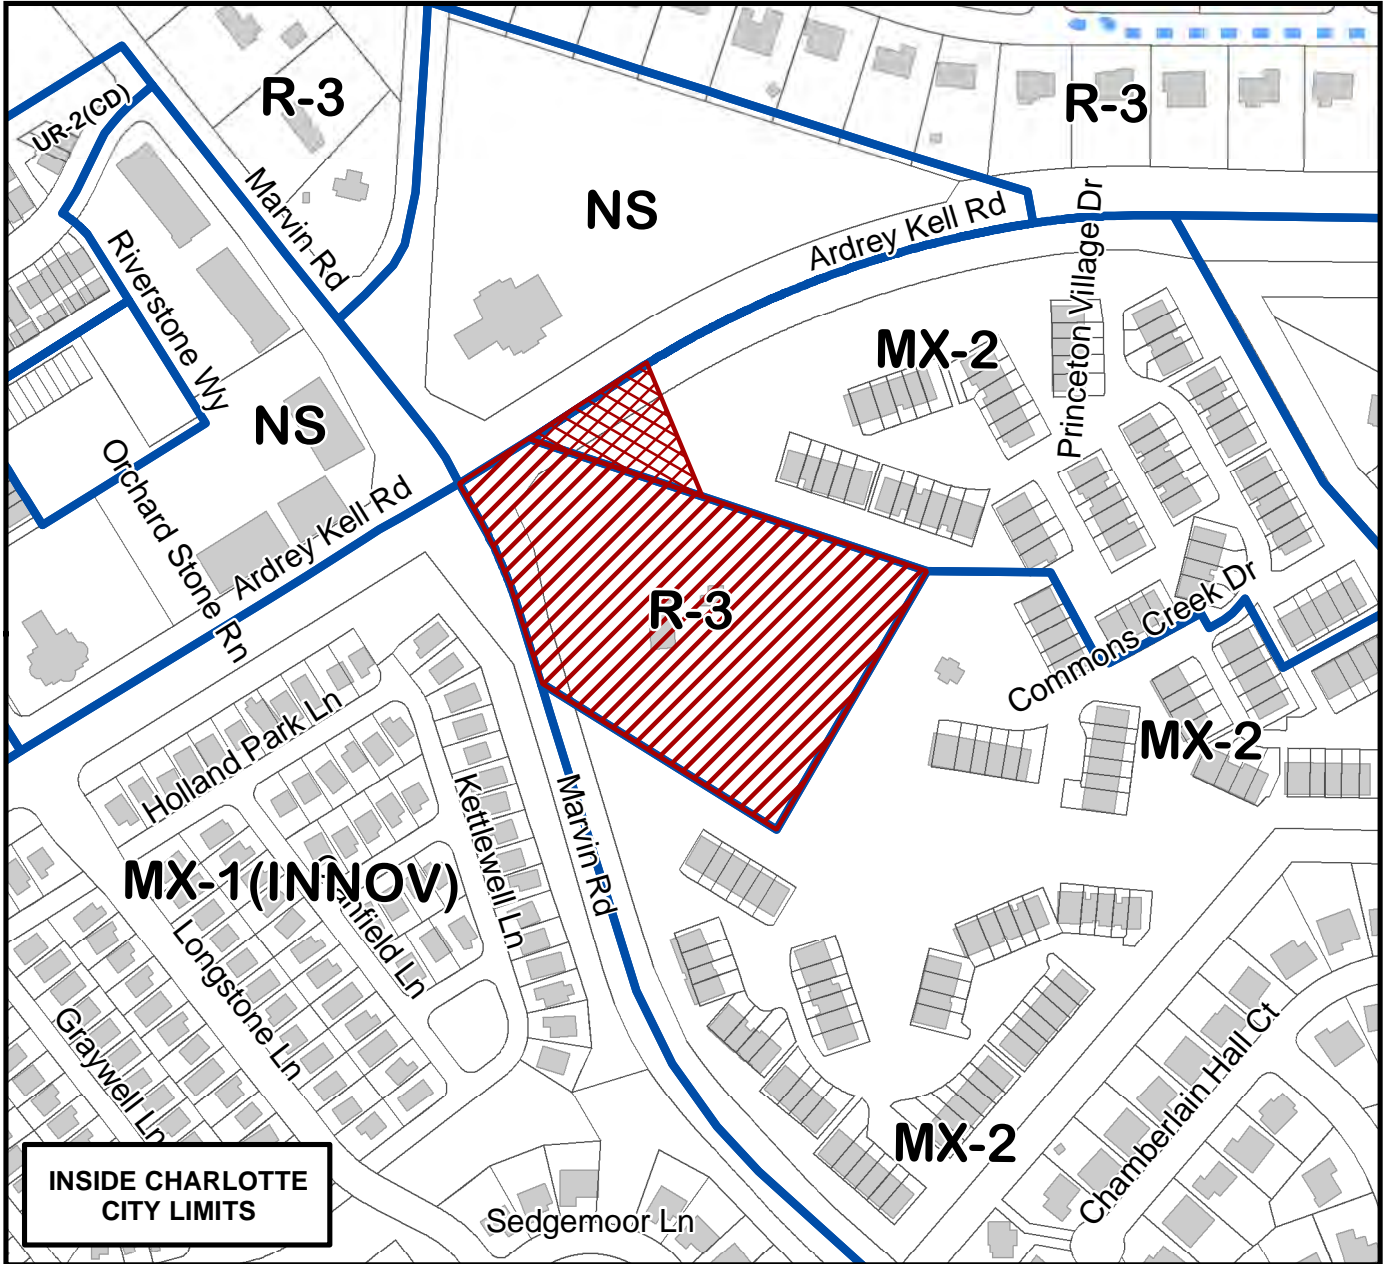 R-3
UR-2(CD)
R-3
Marvin Rd
NS
Ardrey Kell Rd
Princeton Village Dr
Riverstone Wy
MX-2
NS
Orchard Stone Rn
Ardrey Kell Rd
R-3
Commons Creek Dr
Holland Park Ln
MX-2
Kettlewell Ln
Marvin Rd
MX-1(INNOV)
nfield Ln
Longstone Ln
Graywell Ln
Chamberlain Hall Ct
MX-2
INSIDE CHARLOTTE
CITY LIMITS
Sedgemoor Ln